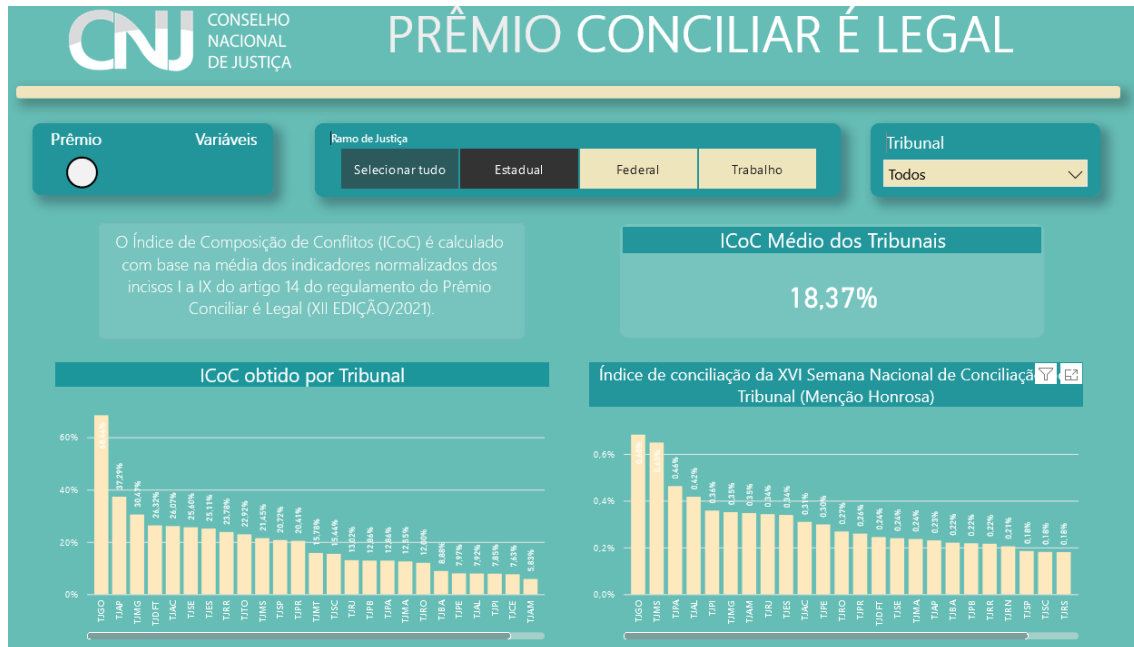 CNJ
CONSELHO
NACIONAL
DE JUSTIÇA
PRÊMIO CONCILIAR É LEGAL
Prêmio Variáveis
Ramo de Justiça
Selecionar tudo Estadual Federal Trabalho
Tribunal
Todos
O Índice de Composição de Conflitos (ICoC) é calculado
com base na média dos indicadores normalizados dos
incisos I a IX do artigo 14 do regulamento do Prêmio
Conciliar é Legal (XII EDIÇÃO/2021).
ICoC Médio dos Tribunais
18,37%
ICoC obtido por Tribunal
60%
40%
20%
0%
37,29% 30,47% 26,32% 26,07% 25,60% 25,11% 23,78% 22,92% 21,45% 20,72% 20,41% 15,78% 15,44% 13,02% 12,86% 12,86% 12,55% 12,00% 8,88% 7,97% 7,92% 7,85% 7,63% 5,83%
TJGO TJAP TJMG TJDFT TJAC TJSE TJES TJRR TJTO TJMS TJSP TJPR TJMT TJSC TJRJ TJPB TJPA TJMA TJRO TJBA TJPE TJAL TJPI TJCE TJAM
Índice de conciliação da XVI Semana Nacional de Conciliaçã
Tribunal (Menção Honrosa)
0,6%
0,4%
0,2%
0,0%
0,46% 0,42% 0,36% 0,35% 0,35% 0,34% 0,34% 0,31% 0,30% 0,27% 0,26% 0,24% 0,24% 0,24% 0,23% 0,22% 0,22% 0,22% 0,21% 0,18% 0,18% 0,18%
TJGO TJMS TJPA TJAL TJPI TJMG TJAM TJRJ TJES TJAC TJPE TJRO TJPR TJDFT TJSE TJMA TJAP TJBA TJPB TJRR TJRN TJSP TJSC TJRS